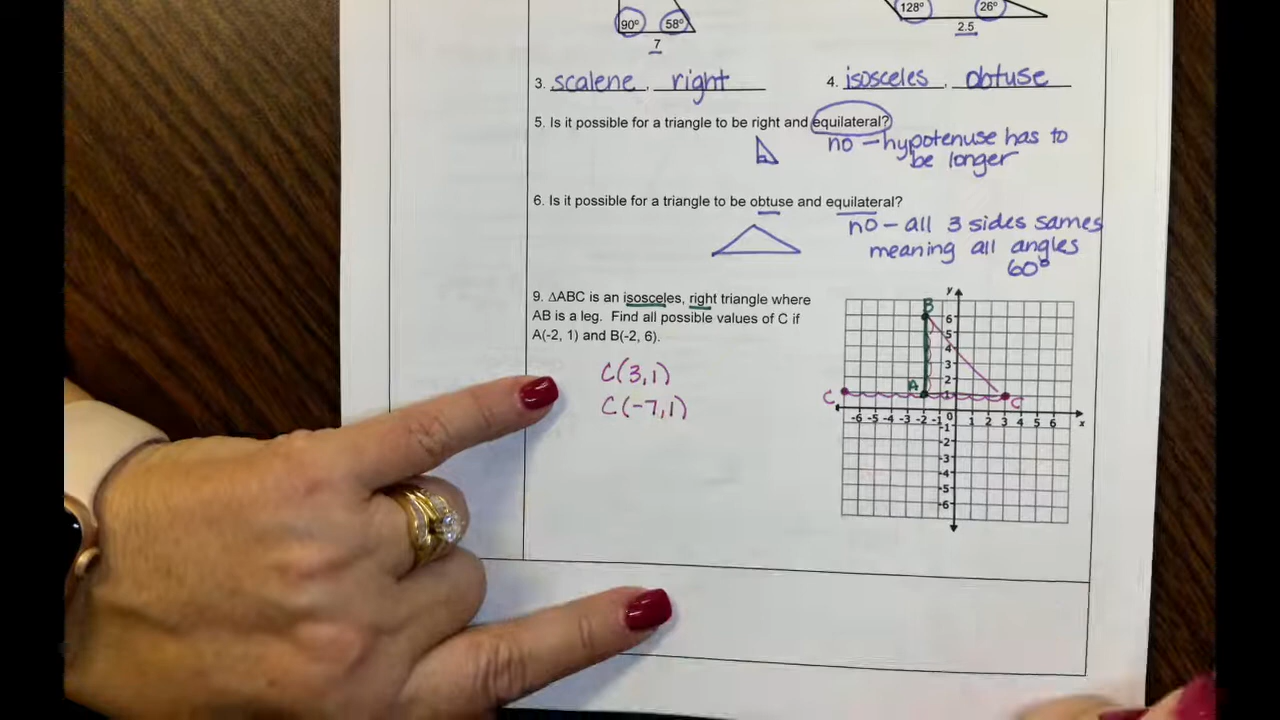 90° 58° 128° 26°
7 2.5
3. scalene, right 4. isosceles, obtuse
5. Is it possible for a triangle to be right and equilateral?
no - hypotenuse has to
be longer
6. Is it possible for a triangle to be obtuse and equilateral?
no - all 3 sides sames
meaning all angles
60°
9. ΔABC is an isosceles, right triangle where
AB is a leg. Find all possible values of C if
A(-2, 1) and B(-2, 6).
C(3,1)
C(-7,1)
y
B
6
5
4
3
2
C A 1 C
-6 -5 -4 -3 -2 -1 0 1 2 3 4 5 6 x
-1
-2
-3
-4
-5
-6